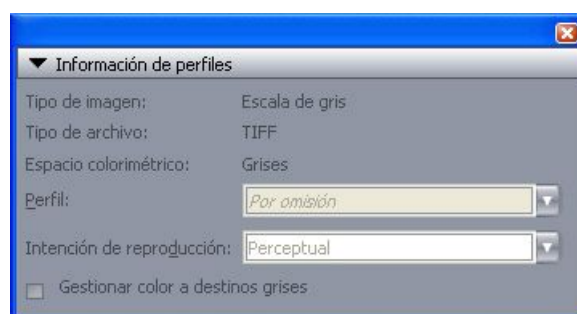 Información de perfiles
Tipo de imagen: Escala de gris
Tipo de archivo: TIFF
Espacio colorimétrico: Grises
Perfil: Por omisión
Intención de reproducción: Perceptual
Gestionar color a destinos grises